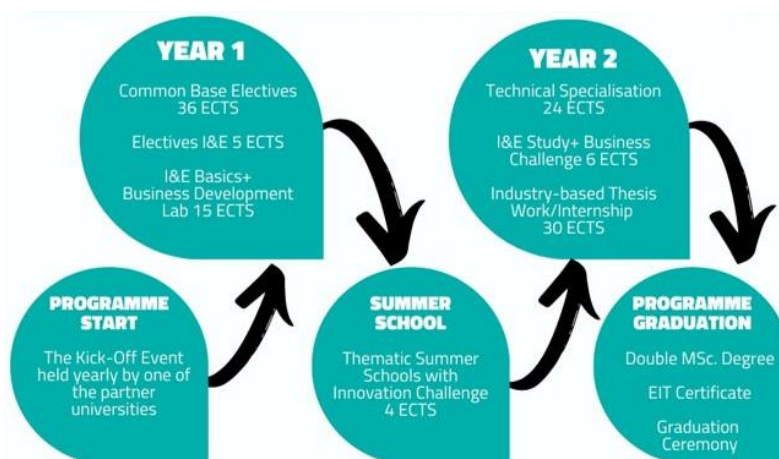 YEAR 1
Common Base Electives
36 ECTS
Electives I&E 5 ECTS
I&E Basics+
Business Development
Lab 15 ECTS
YEAR 2
Technical Specialisation
24 ECTS
I&E Study+ Business
Challenge 6 ECTS
Industry-based Thesis
Work/Internship
30 ECTS
PROGRAMME
START
The Kick-Off Event
held yearly by one of
the partner
universities
SUMMER
SCHOOL
Thematic Summer
Schools with
Innovation Challenge
4 ECTS
PROGRAMME
GRADUATION
Double MSc. Degree
EIT Certificate
Graduation
Ceremony